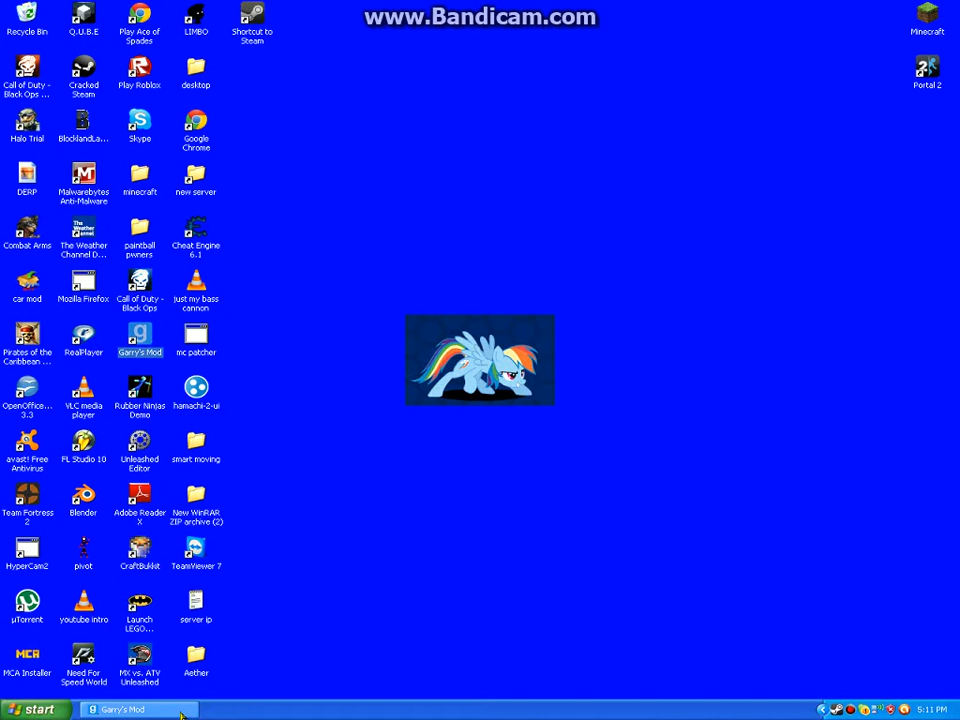 www.Bandicam.com
Recycle Bin
Q.U.B.E
Play Ace of
Spades
LIMBO
Shortcut to
Steam
Minecraft
Call of Duty -
Black Ops ...
Cracked
Steam
Play Roblox
desktop
Portal 2
Halo Trial
BlocklandLa...
Skype
Google
Chrome
DERP
Malwarebytes
Anti-Malware
minecraft
new server
Combat Arms
The Weather
Channel D...
paintball
pwners
Cheat Engine
6.1
car mod
Mozilla Firefox
Call of Duty -
Black Ops
just my bass
cannon
Pirates of the
Caribbean ...
RealPlayer
Garry's Mod
mc patcher
OpenOffice....
3.3
VLC media
player
Rubber Ninjas
Demo
hamachi-2-ui
avast! Free
Antivirus
FL Studio 10
Unleashed
Editor
smart moving
Team Fortress
2
Blender
Adobe Reader
X
New WinRAR
ZIP archive (2)
HyperCam2
pivot
CraftBukkit
TeamViewer 7
µTorrent
youtube intro
Launch
LEGO...
server ip
MCA
MCA Installer
Need For
Speed World
MX vs. ATV
Unleashed
Aether
start
Garry's Mod
5:11 PM